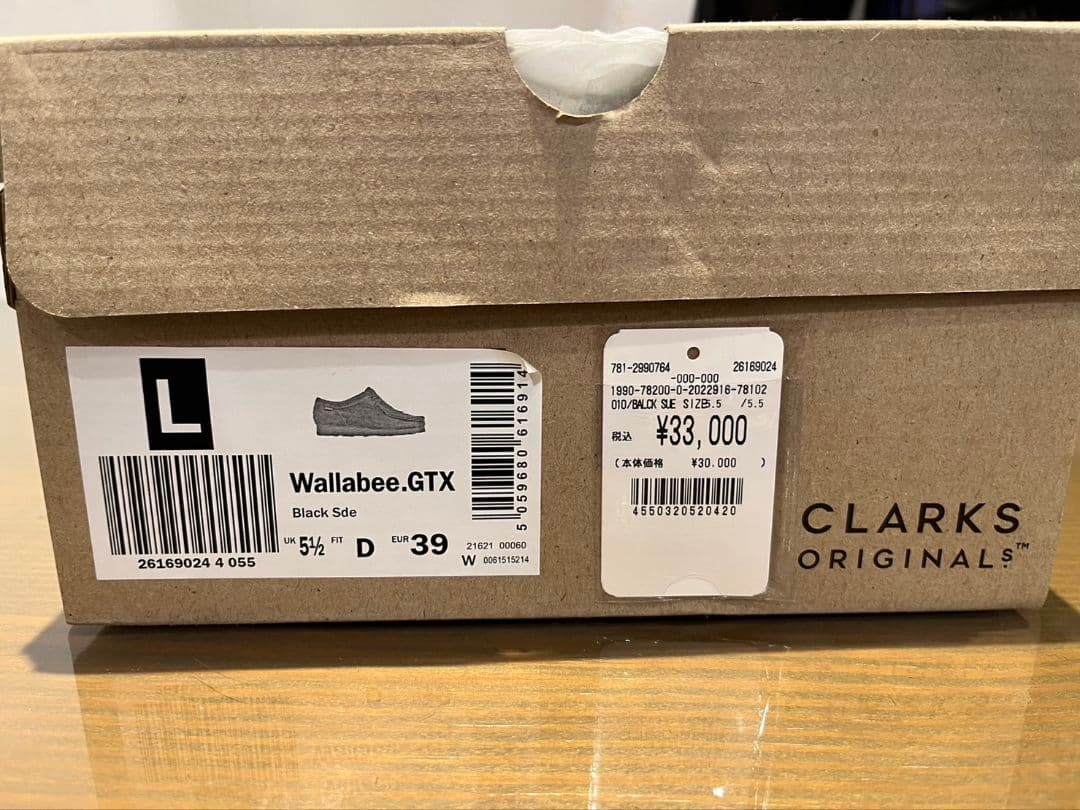 L
26169024 4 055
Wallabee.GTX
Black Sde
UK 5½ FIT D EUR 39
21621 00060
W 0061515214
5 059680 616914
781-2990764 26169024
-000-000
1990-78200-0-2022916-78102
010/BALCK SUE SIZE5.5 /5.5
税込 ¥33,000
(本体価格 ¥30.000 )
4550320520420
CLARKS
ORIGINALS™